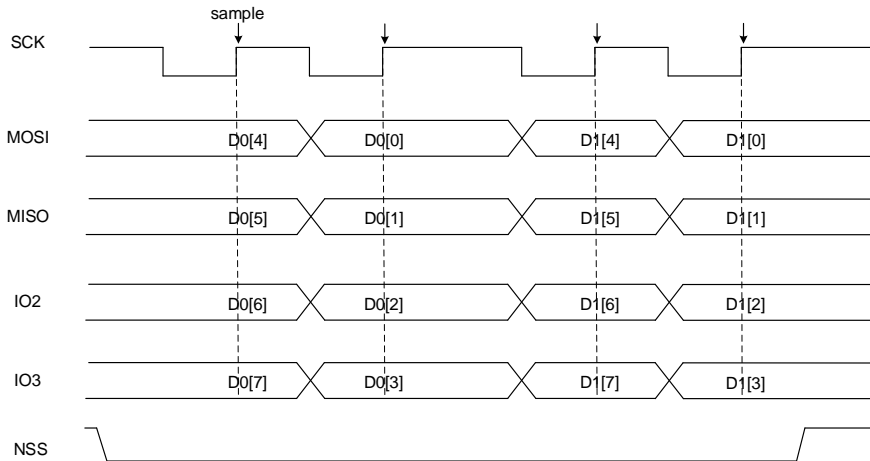 sample
SCK
MOSI D0[4] D0[0] D1[4] D1[0]
MISO D0[5] D0[1] D1[5] D1[1]
IO2 D0[6] D0[2] D1[6] D1[2]
IO3 D0[7] D0[3] D1[7] D1[3]
NSS